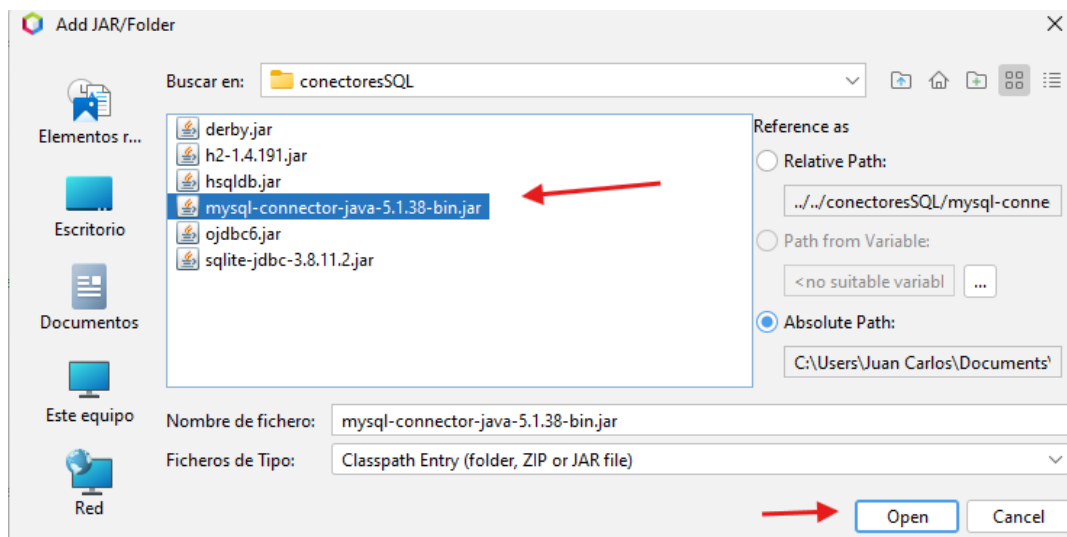 Add JAR/Folder
Buscar en:
conectoresSQL
Elementos r...
Escritorio
Documentos
Este equipo
Red
derby.jar
h2-1.4.191.jar
hsqldb.jar
mysql-connector-java-5.1.38-bin.jar
ojdbc6.jar
sqlite-jdbc-3.8.11.2.jar
Reference as
Relative Path:
../../conectoresSQL/mysql-conne
Path from Variable:
<no suitable variabl
...
Absolute Path:
C:\Users\Juan Carlos\Documents\
Nombre de fichero:
mysql-connector-java-5.1.38-bin.jar
Ficheros de Tipo:
Classpath Entry (folder, ZIP or JAR file)
Open
Cancel